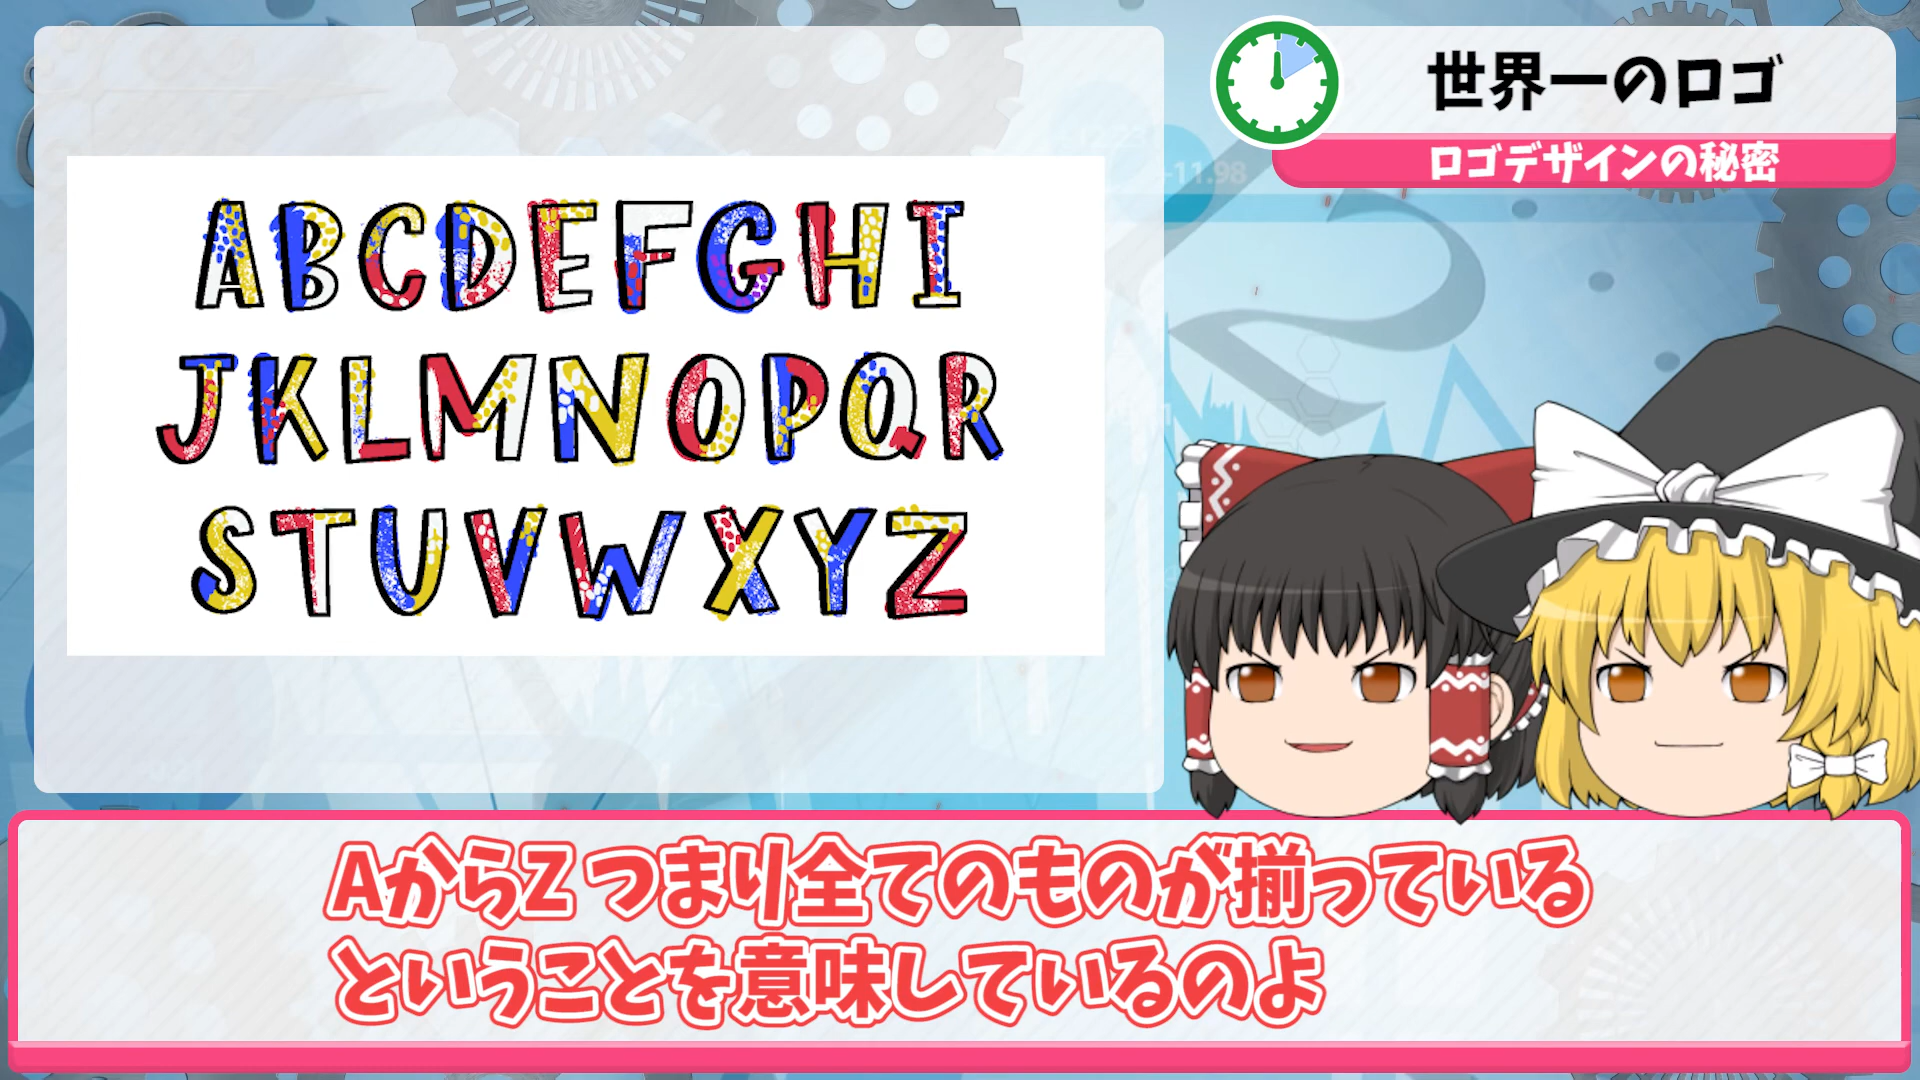 世界一のロゴ
ロゴデザインの秘密
ABCDEFGHI
JKLMNOPQR
STUVWXYZ
AからZ つまり全てのものが揃っている
ということを意味しているのよ